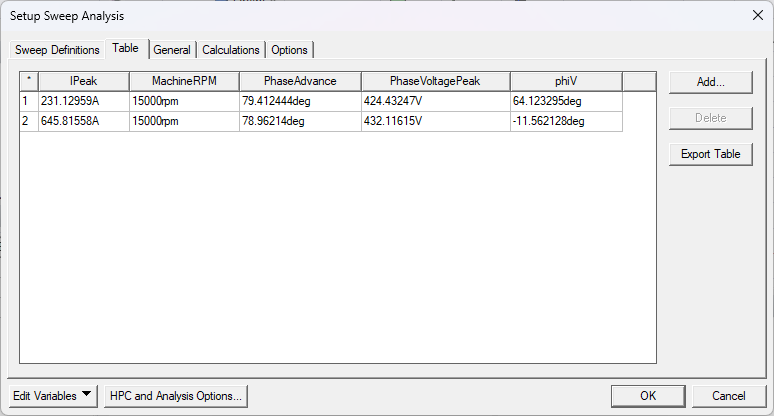 Setup Sweep Analysis
Sweep Definitions Table General Calculations Options
* IPeak MachineRPM PhaseAdvance PhaseVoltagePeak phiV
1 231.12959A 15000rpm 79.412444deg 424.43247V 64.123295deg
2 645.81558A 15000rpm 78.96214deg 432.11615V -11.562128deg
Add...
Delete
Export Table
Edit Variables HPC and Analysis Options... OK Cancel